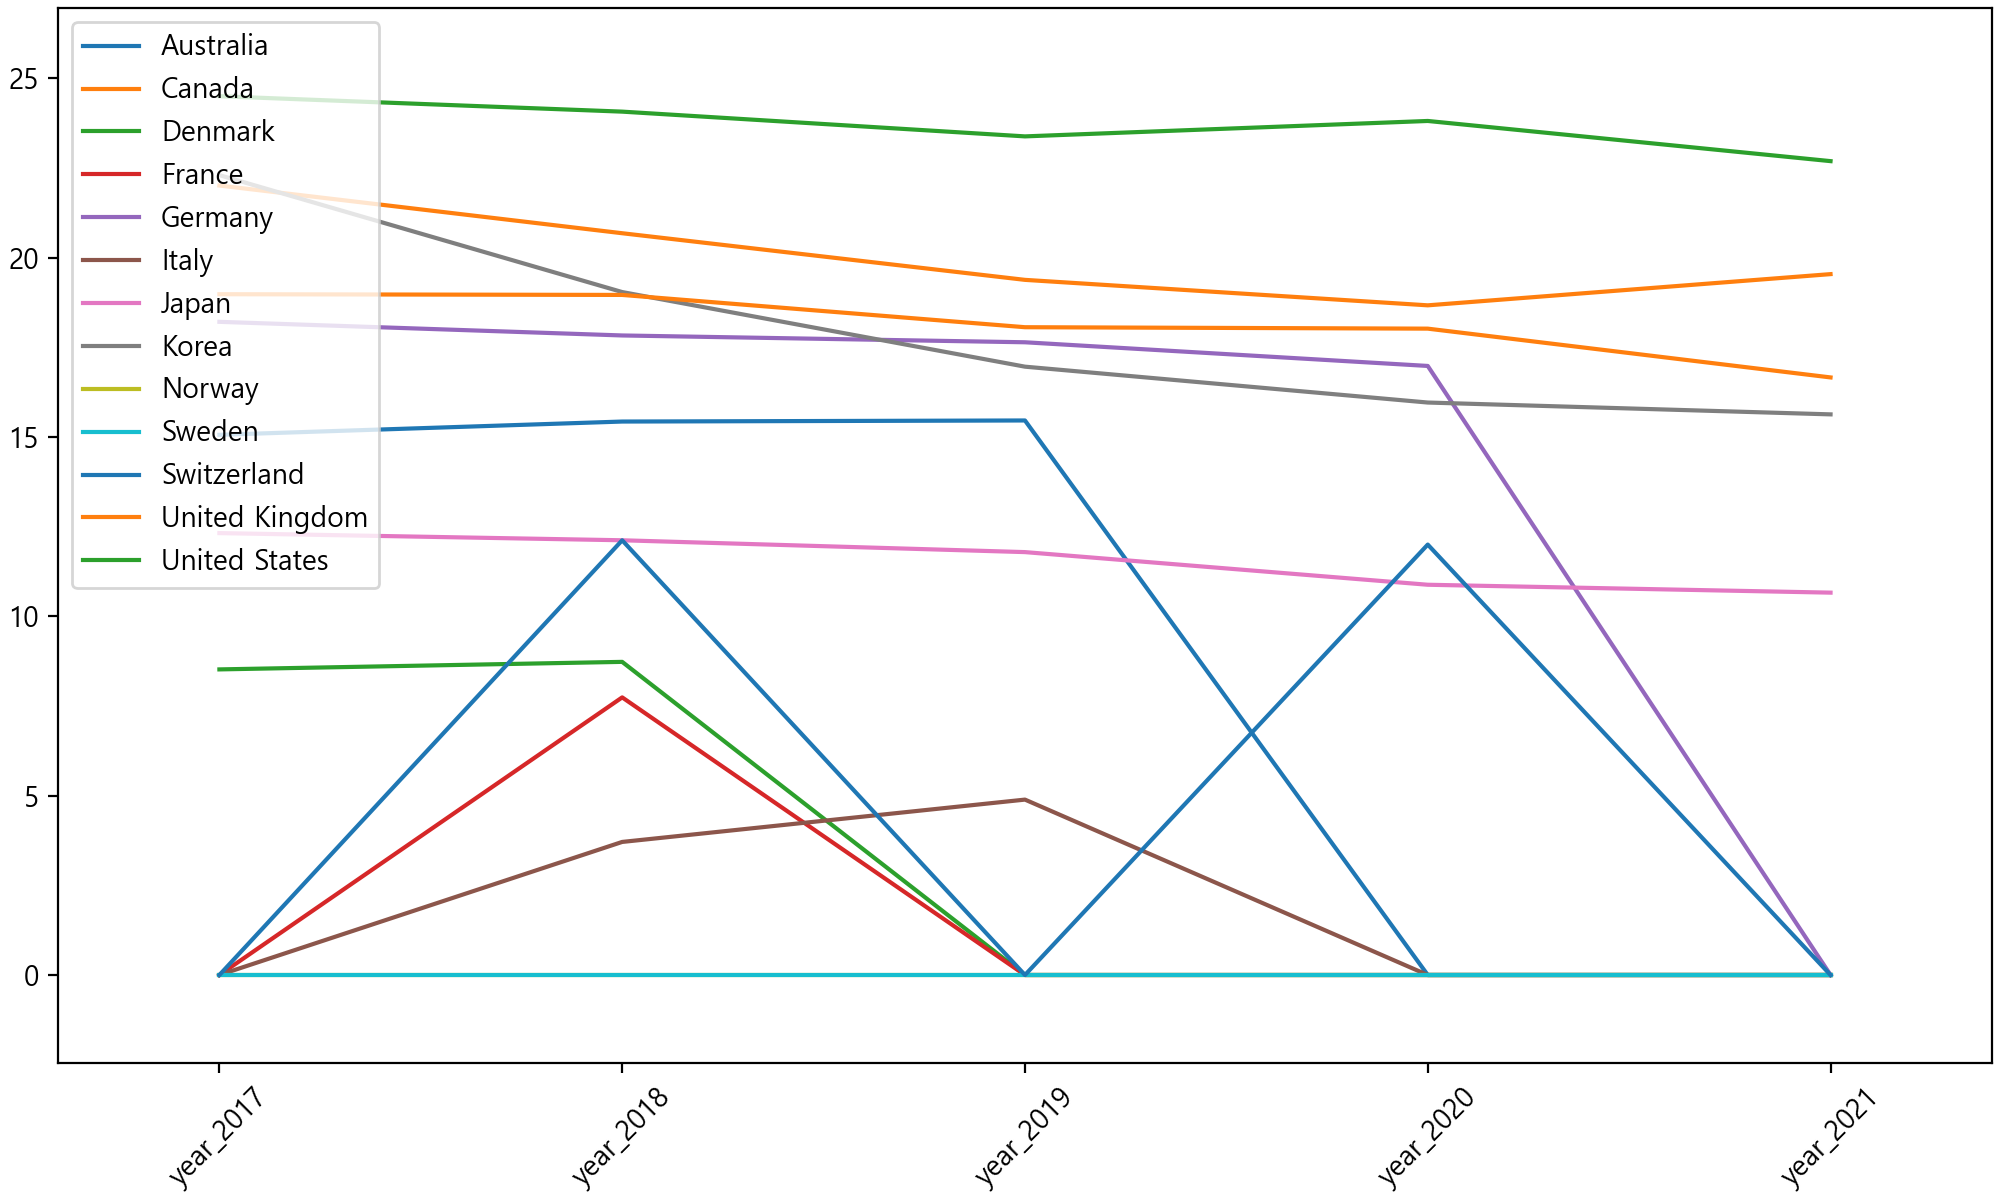 Australia
Canada
Denmark
France
Germany
Italy
Japan
Korea
Norway
Sweden
Switzerland
United Kingdom
United States
25
20
15
10
5
0
year_2017
year_2018
year_2019
year_2020
year_2021